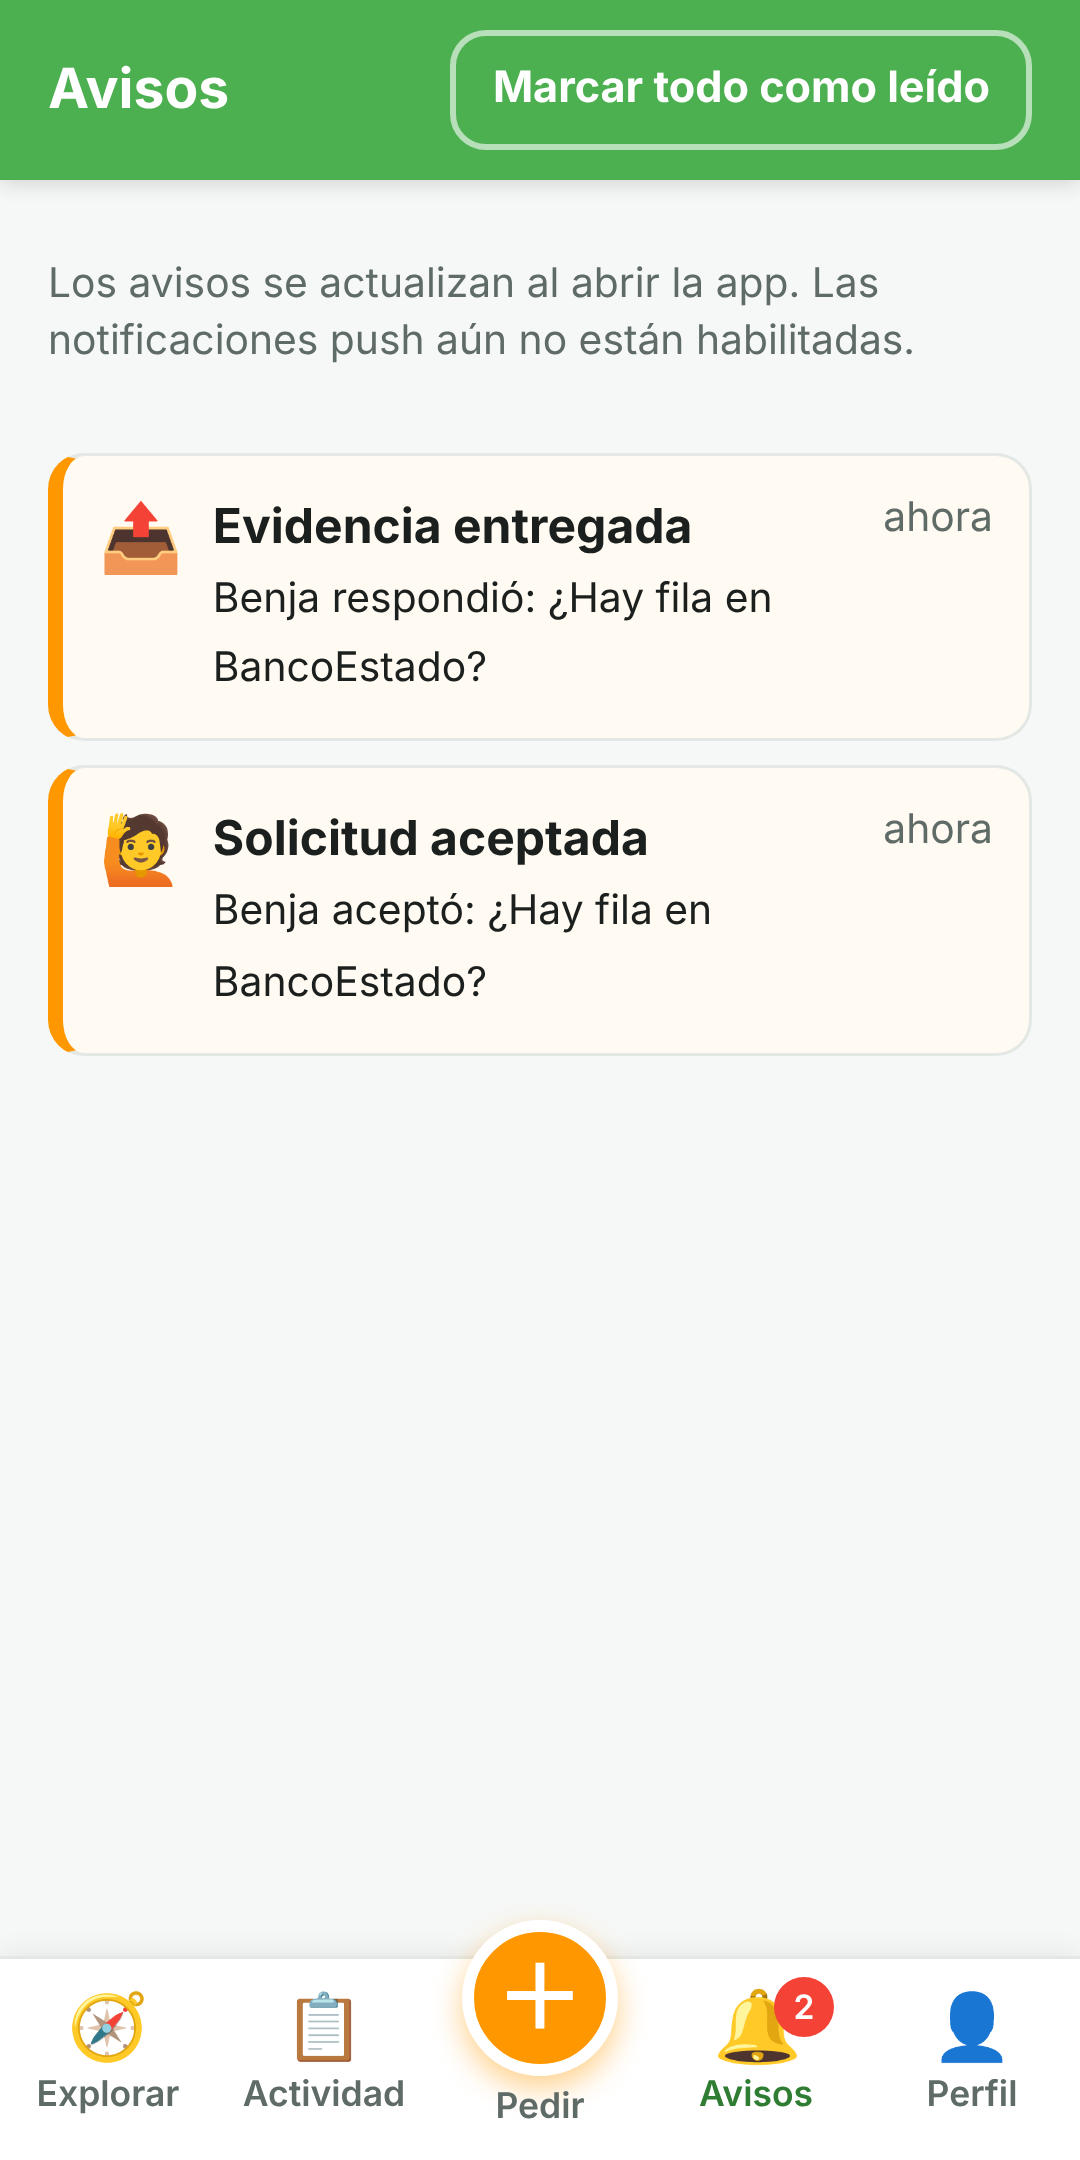 Avisos
Marcar todo como leído
Los avisos se actualizan al abrir la app. Las
notificaciones push aún no están habilitadas.
Evidencia entregada
ahora
Benja respondió: ¿Hay fila en
BancoEstado?
Solicitud aceptada
ahora
Benja aceptó: ¿Hay fila en
BancoEstado?
2
Explorar
Actividad
Pedir
Avisos
Perfil